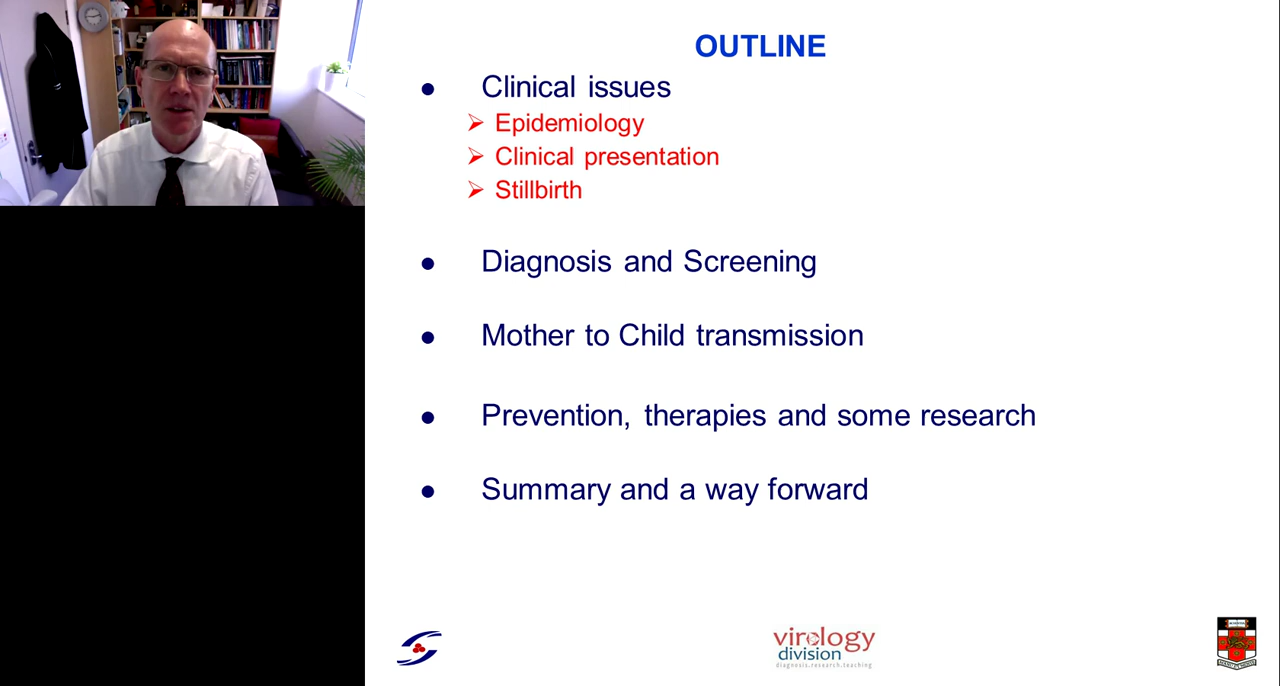 OUTLINE
Clinical issues
Epidemiology
Clinical presentation
Stillbirth
Diagnosis and Screening
Mother to Child transmission
Prevention, therapies and some research
Summary and a way forward
virology
division
diagnosis.research.teaching